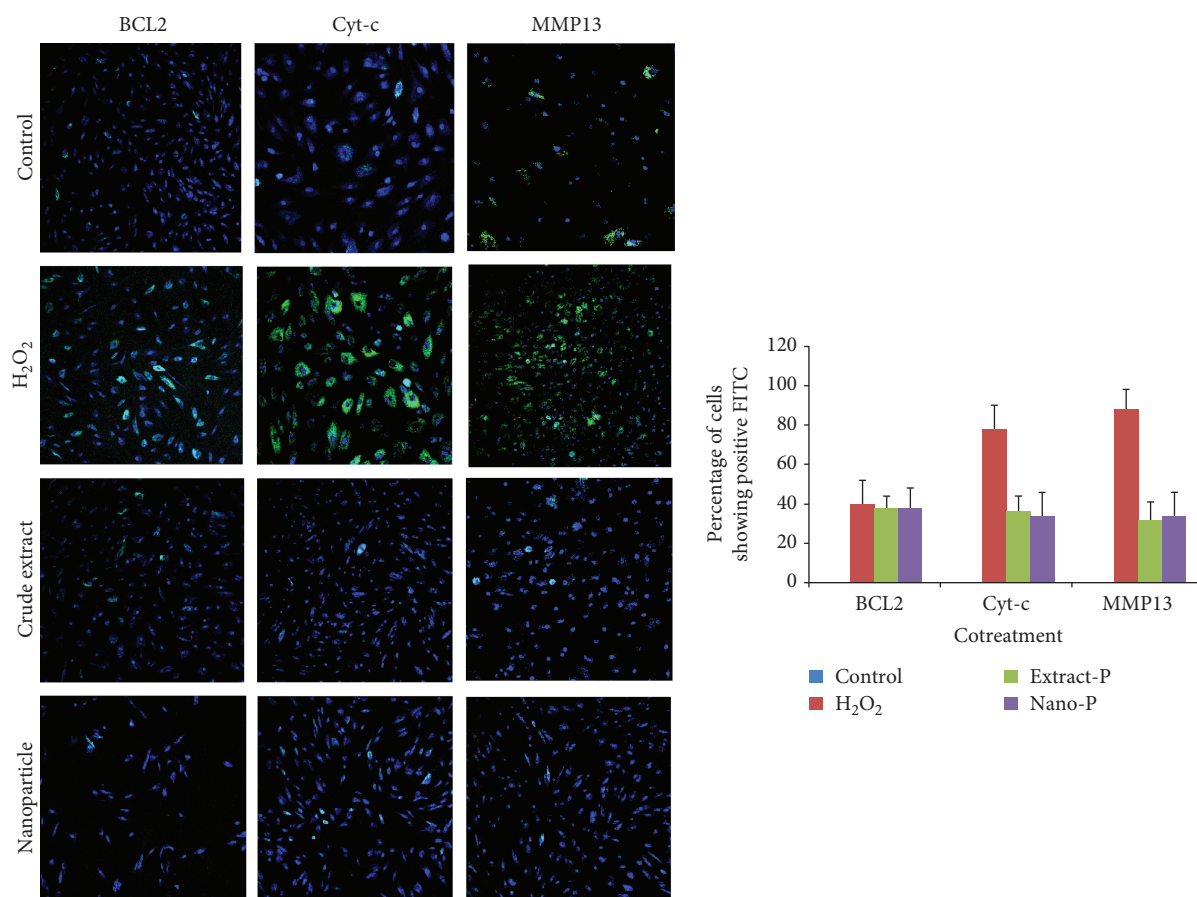 BCL2 Cyt-c MMP13
Control
H₂O₂
Crude extract
Nanoparticle
Percentage of cells
showing positive FITC
120
100
80
60
40
20
0
BCL2 Cyt-c MMP13
Cotreatment
Control Extract-P
H₂O₂ Nano-P